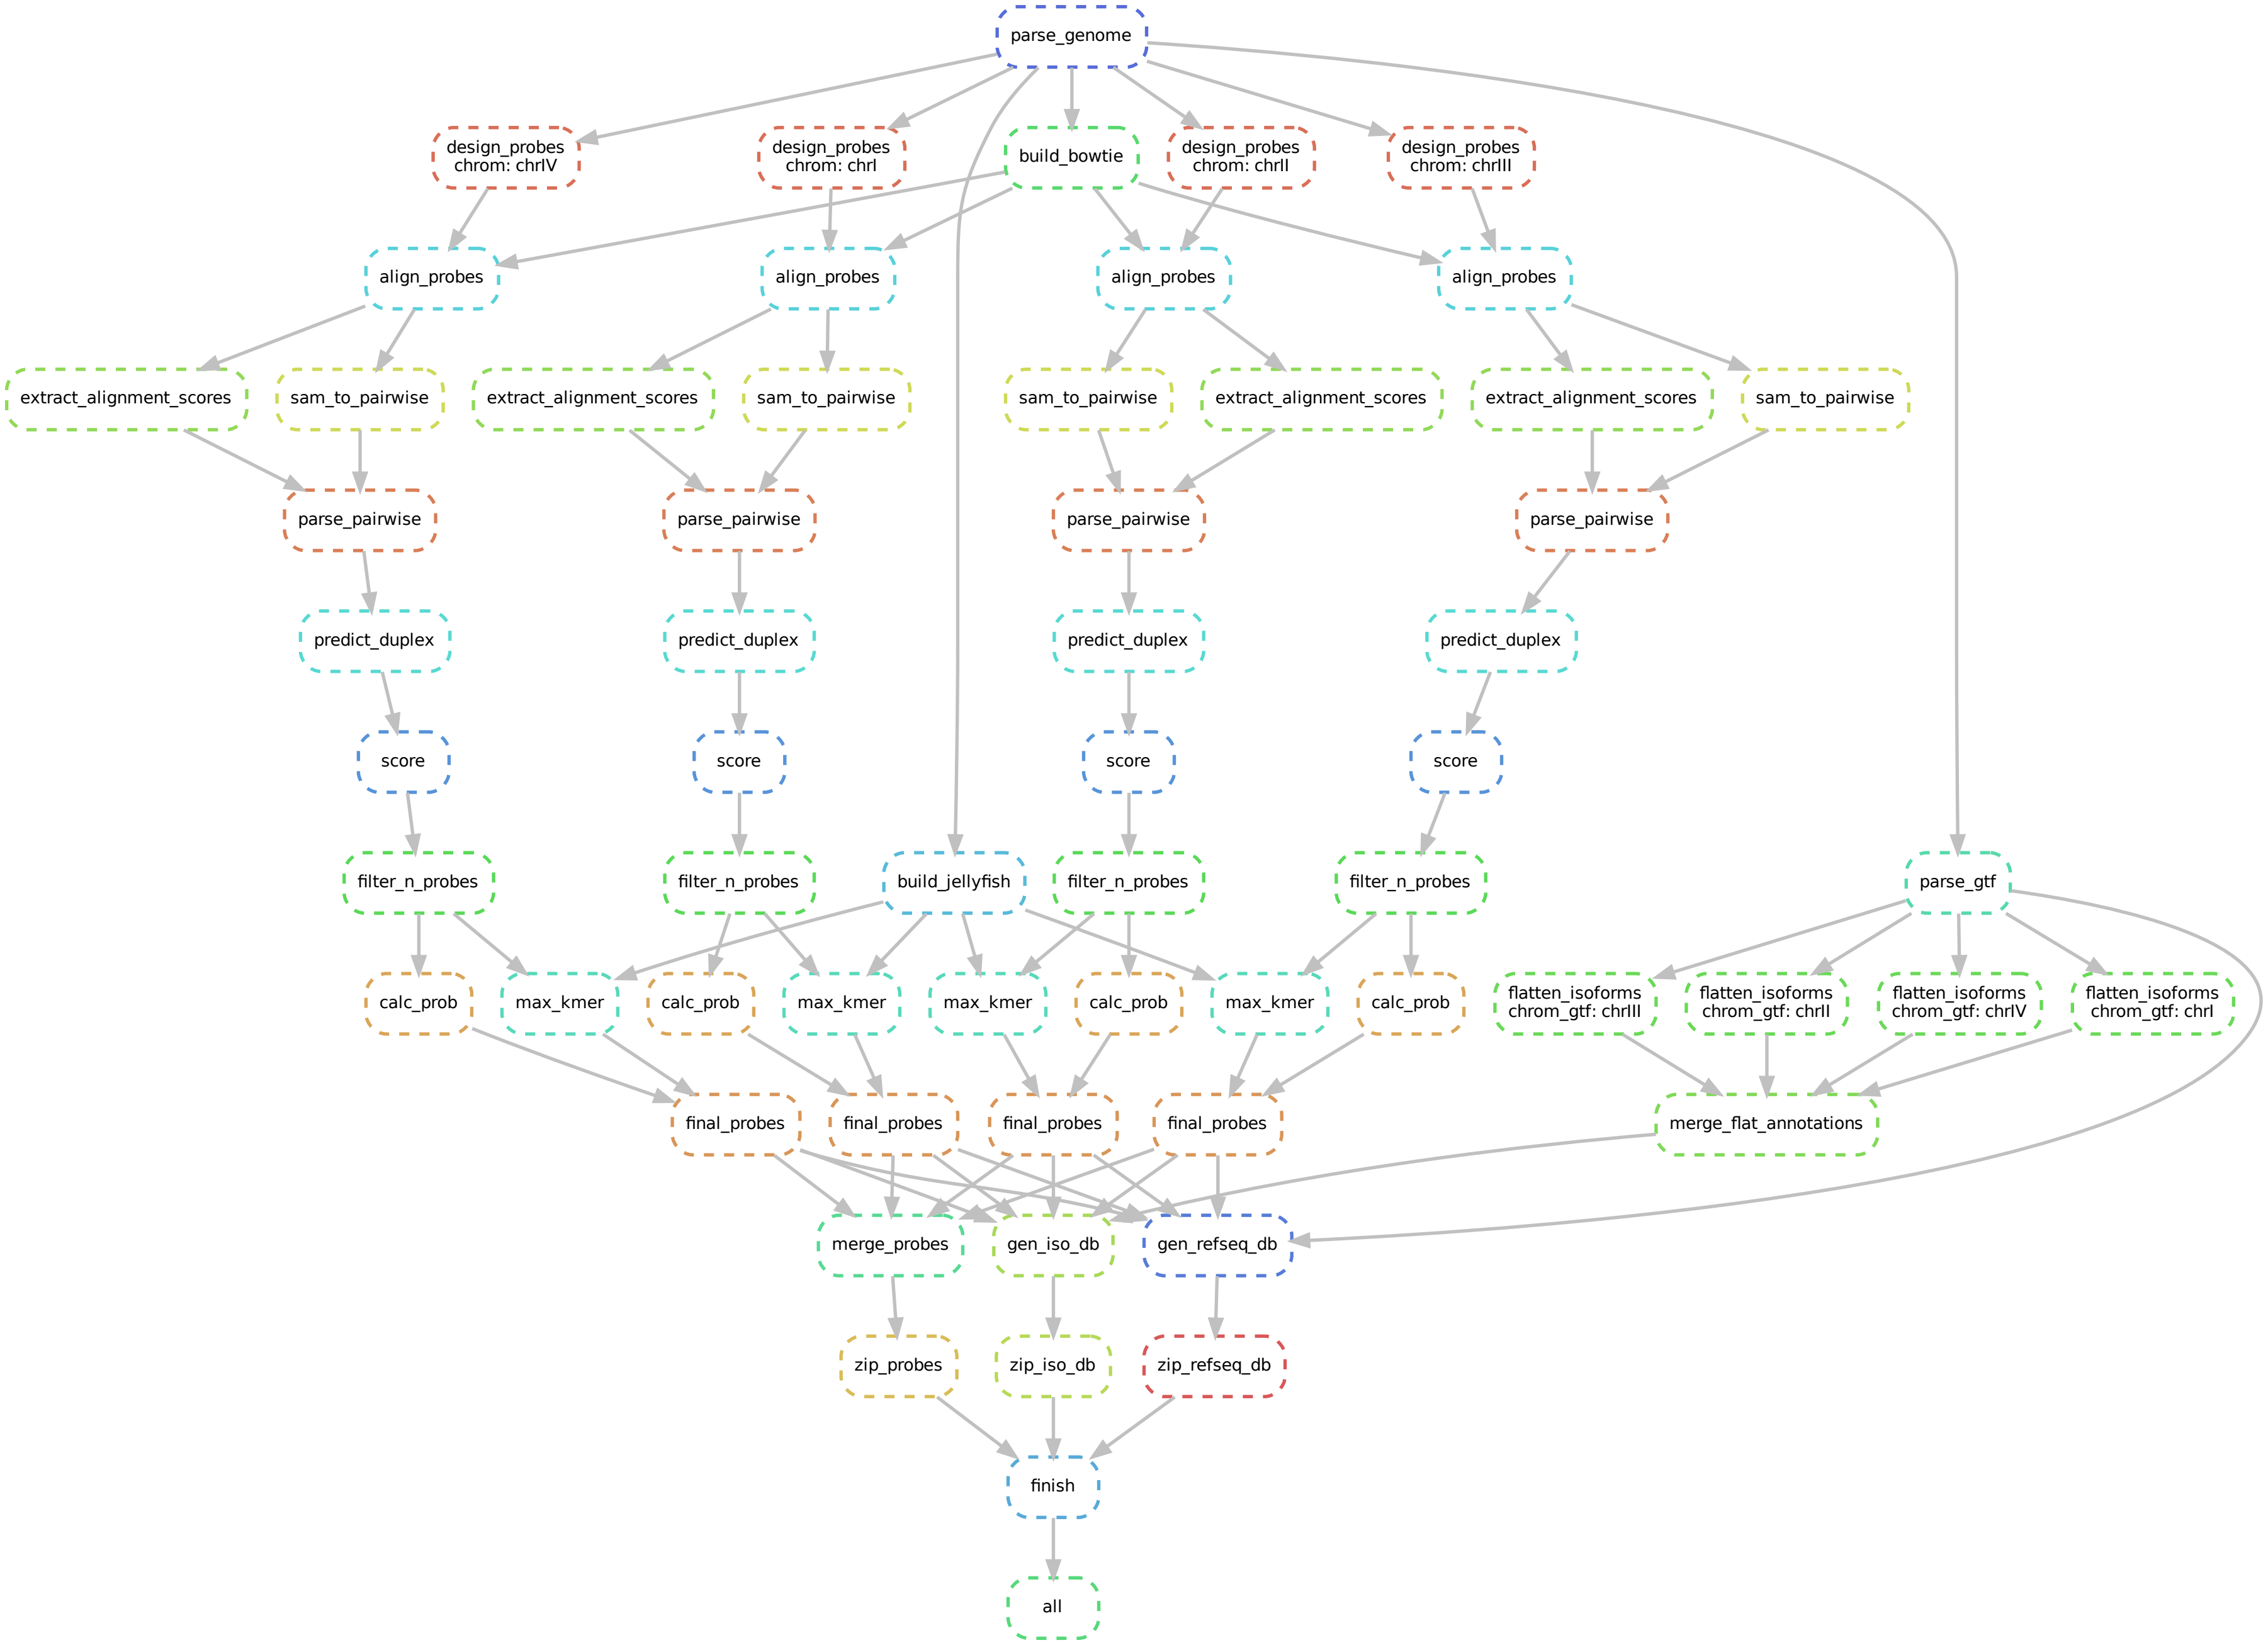 parse_genome
design_probes
chrom: chrIV
design_probes
chrom: chrI
build_bowtie
design_probes
chrom: chrII
design_probes
chrom: chrIII
align_probes
align_probes
align_probes
align_probes
extract_alignment_scores
sam_to_pairwise
extract_alignment_scores
sam_to_pairwise
sam_to_pairwise
extract_alignment_scores
extract_alignment_scores
sam_to_pairwise
parse_pairwise
parse_pairwise
parse_pairwise
parse_pairwise
predict_duplex
predict_duplex
predict_duplex
predict_duplex
score
score
score
score
filter_n_probes
filter_n_probes
build_jellyfish
filter_n_probes
filter_n_probes
parse_gtf
calc_prob
max_kmer
calc_prob
max_kmer
max_kmer
calc_prob
max_kmer
calc_prob
flatten_isoforms
chrom_gtf: chrIII
flatten_isoforms
chrom_gtf: chrII
flatten_isoforms
chrom_gtf: chrIV
flatten_isoforms
chrom_gtf: chrI
final_probes
final_probes
final_probes
final_probes
merge_flat_annotations
merge_probes
gen_iso_db
gen_refseq_db
zip_probes
zip_iso_db
zip_refseq_db
finish
all